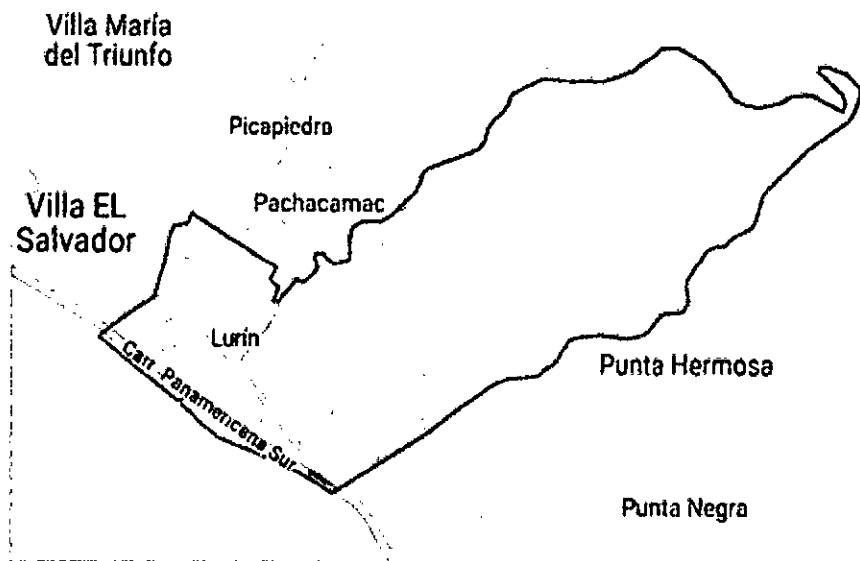 Villa María
del Triunfo
Picapiedra
Pachacamac
Villa EL
Salvador
Lurín
Carr. Panamericana Sur
Punta Hermosa
Punta Negra